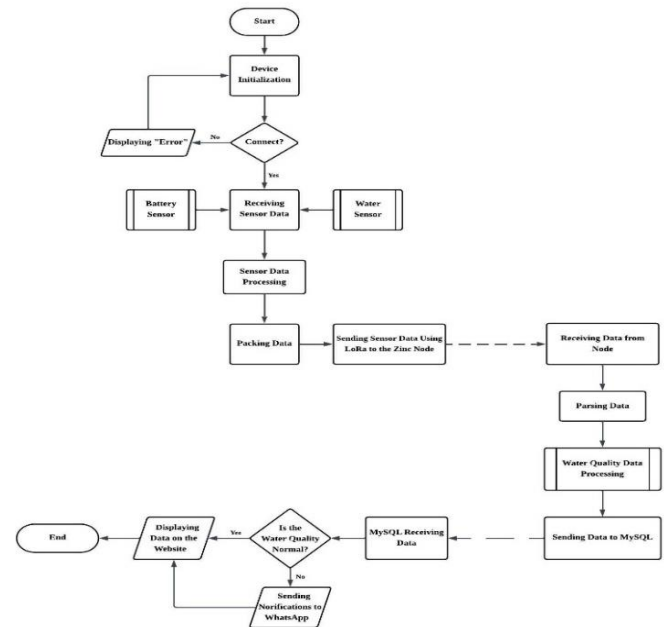 Start
Device
Initialization
Displaying "Error"
No
Connect?
Yes
Battery
Sensor
Receiving
Sensor Data
Water
Sensor
Sensor Data
Processing
Packing Data
Sending Sensor Data Using
LoRa to the Zinc Node
Receiving Data from
Node
Parsing Data
Water Quality Data
Processing
End
Displaying
Data on the
Website
Yes
Is the
Water Quality
Normal?
MySQL Receiving
Data
Sending Data to MySQL
No
Sending
Norifications to
WhatsApp